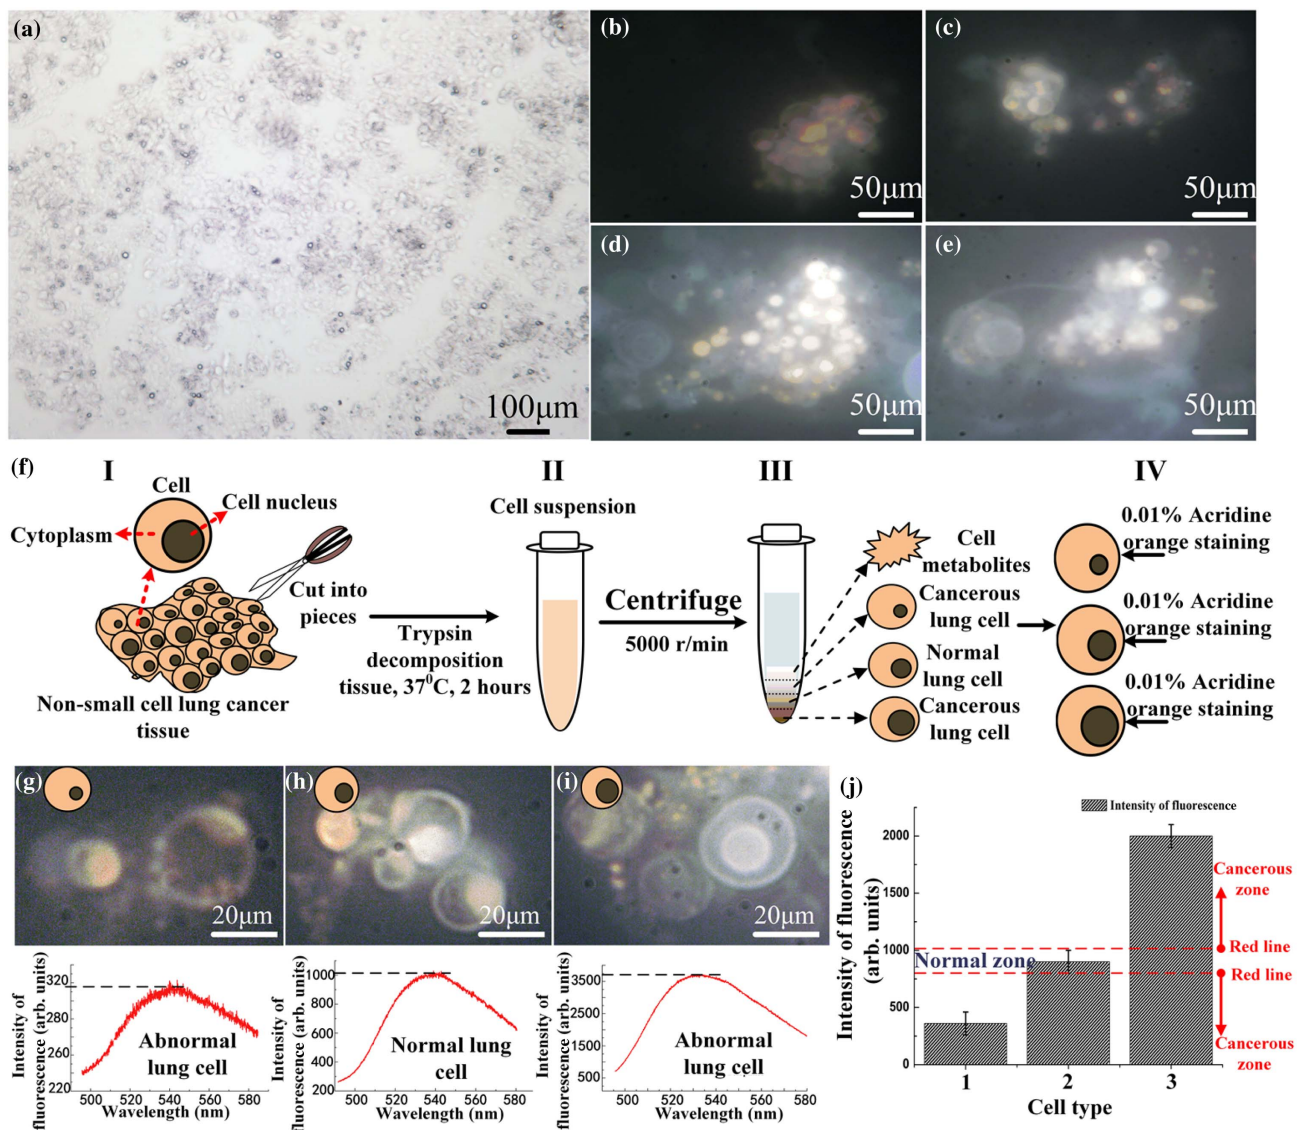 (a)
100μm
(b)
50μm
(c)
50μm
(d)
50μm
(e)
50μm
(f)
I
II
III
IV
Cell
Cell nucleus
Cytoplasm
Cut into
pieces
Non-small cell lung cancer
tissue
Trypsin
decomposition
tissue, 37⁰C, 2 hours
Cell suspension
Centrifuge
5000 r/min
Cell
metabolites
Cancerous
lung cell
Normal
lung cell
Cancerous
lung cell
0.01% Acridine
orange staining
0.01% Acridine
orange staining
0.01% Acridine
orange staining
(g)
20μm
(h)
20μm
(i)
20μm
Intensity of
fluorescence (arb. units)
320
280
260
220
500
520
540
560
580
Wavelength (nm)
Abnormal
lung cell
Intensity of
fluorescence (arb. units)
1000
800
600
400
200
500
520
540
560
580
Wavelength (nm)
Normal lung
cell
Intensity of
fluorescence (arb. units)
3500
2500
1500
500
500
520
540
560
580
Wavelength (nm)
Abnormal
lung cell
(j)
Intensity of fluorescence
Intensity of fluorescence
(arb. units)
2000
1500
1000
500
0
Normal zone
Cancerous
zone
Red line
Red line
Cancerous
zone
1
2
3
Cell type